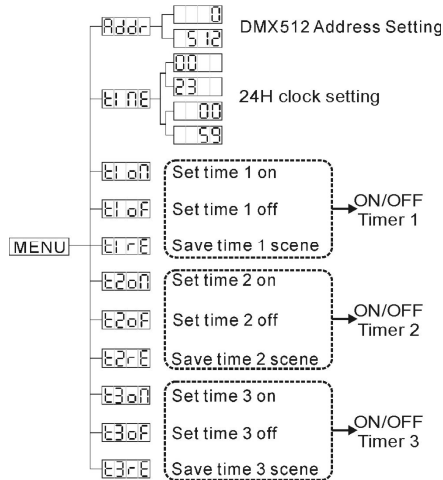 0
Addr
DMX512 Address Setting
512
00
23
tIME
24H clock setting
00
59
t1on Set time 1 on
t1oF Set time 1 off
ON/OFF
Timer 1
MENU
t1rE Save time 1 scene
t2on Set time 2 on
t2oF Set time 2 off
ON/OFF
Timer 2
t2rE Save time 2 scene
t3on Set time 3 on
t3oF Set time 3 off
ON/OFF
Timer 3
t3rE Save time 3 scene